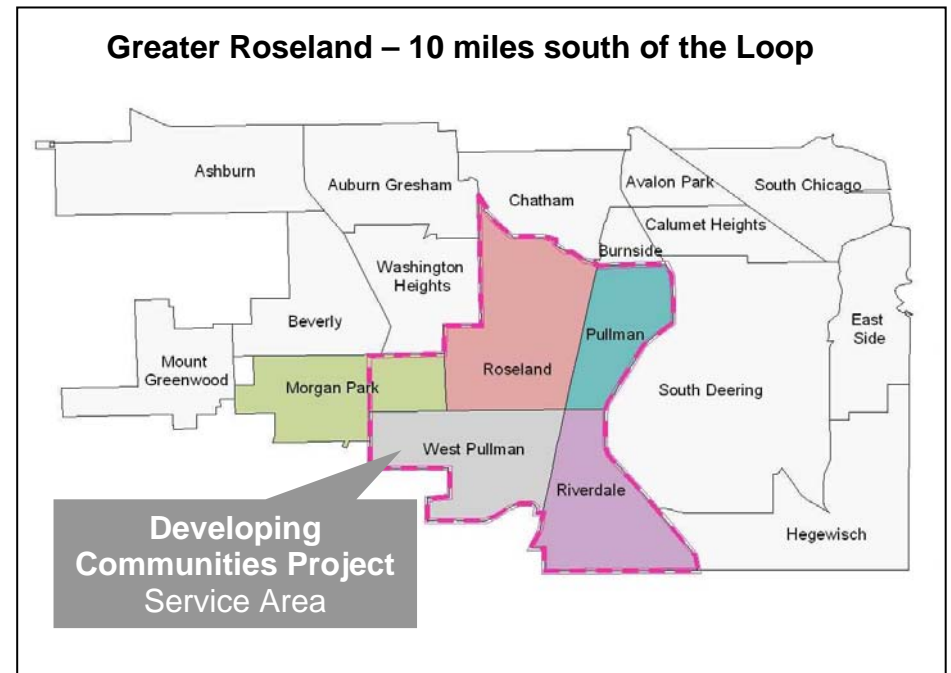 Greater Roseland – 10 miles south of the Loop
Ashburn
Auburn Gresham
Chatham
Avalon Park
South Chicago
Calumet Heights
Burnside
Washington
Heights
Beverly
Pullman
East
Side
Mount
Greenwood
Morgan Park
Roseland
South Deering
West Pullman
Riverdale
Hegewisch
Developing
Communities Project
Service Area